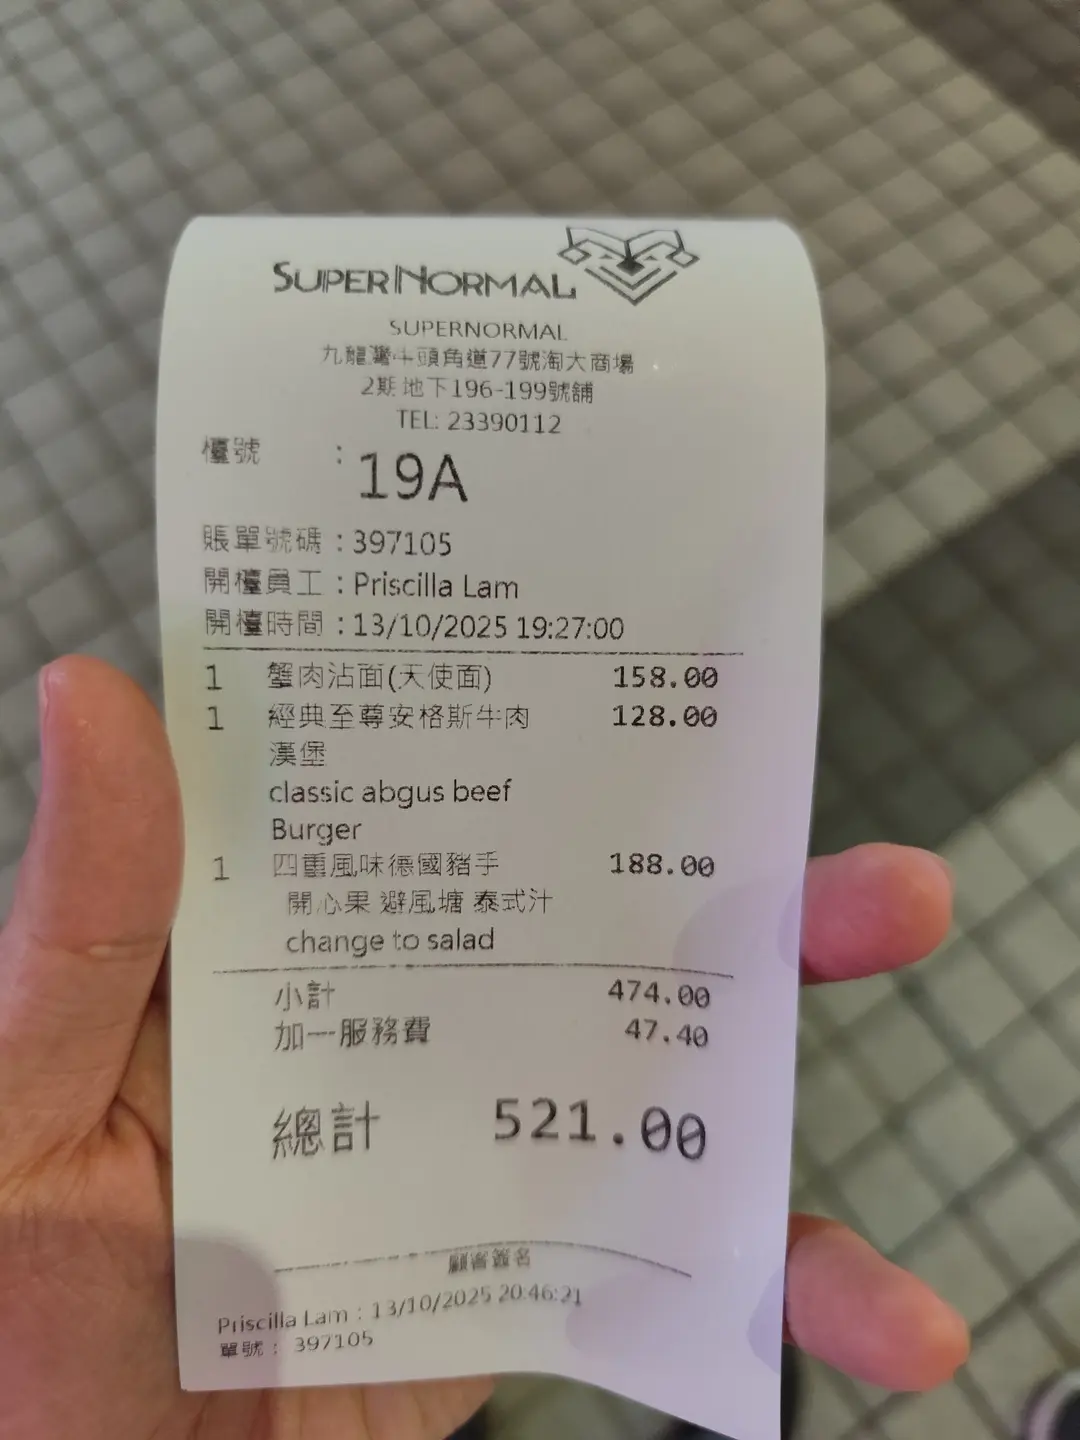 SUPERNORMAL
SUPERNORMAL
九龍灣牛頭角道77號淘大商場
2期地下196-199號舖
TEL: 23390112
檯號 : 19A
賬單號碼 : 397105
開檯員工 : Priscilla Lam
開檯時間 : 13/10/2025 19:27:00
1 蟹肉沾面(天使面) 158.00
1 經典至尊安格斯牛肉 128.00
漢堡
classic abgus beef
Burger
1 四重風味德國豬手 188.00
開心果 避風塘 泰式汁
change to salad
小計 474.00
加一服務費 47.40
總計 521.00
顧客簽名
Priscilla Lam : 13/10/2025 20:46:21
單號 : 397105